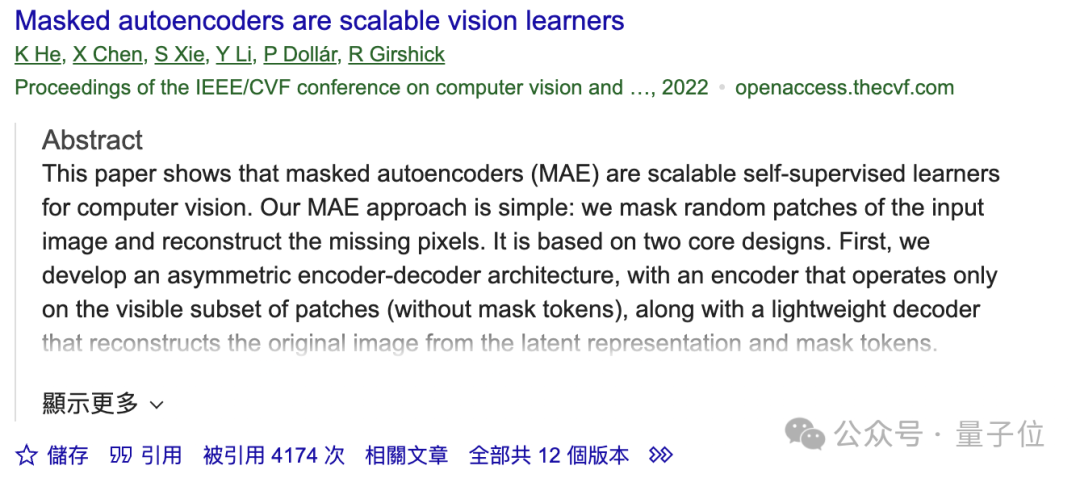 Masked autoencoders are scalable vision learners
K He, X Chen, S Xie, Y Li, P Dollár, R Girshick
Proceedings of the IEEE/CVF conference on computer vision and …, 2022 • openaccess.thecvf.com
Abstract
This paper shows that masked autoencoders (MAE) are scalable self-supervised learners
for computer vision. Our MAE approach is simple: we mask random patches of the input
image and reconstruct the missing pixels. It is based on two core designs. First, we
develop an asymmetric encoder-decoder architecture, with an encoder that operates only
on the visible subset of patches (without mask tokens), along with a lightweight decoder
that reconstructs the original image from the latent representation and mask tokens.
顯示更多
儲存 引用 被引用 4174 次 相關文章 全部共 12 個版本
公众号 · 量子位